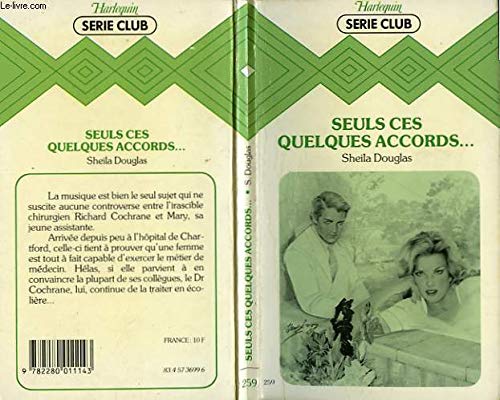 Le-livre.com
Harlequin
SERIE CLUB
SEULS CES
QUELQUES ACCORDS...
Sheila Douglas
La musique est bien le seul sujet qui ne
suscite aucune controverse entre l'irascible
chirurgien Richard Cochrane et Mary, sa
jeune assistante.
Arrivée depuis peu à l'hôpital de Char-
tford, celle-ci tient à prouver qu'une femme
est tout à fait capable d'exercer le métier de
médecin. Hélas, si elle parvient à en
convaincre la plupart de ses collègues, le Dr
Cochrane, lui, continue de la traiter en éco-
lière...
FRANCE : 10 F
9 782280 011143
83.4.57.3699.6
SEULS CES QUELQUES ACCORDS... • S. Douglas
259
Harlequin
SERIE CLUB
SEULS CES
QUELQUES ACCORDS...
Sheila Douglas
259